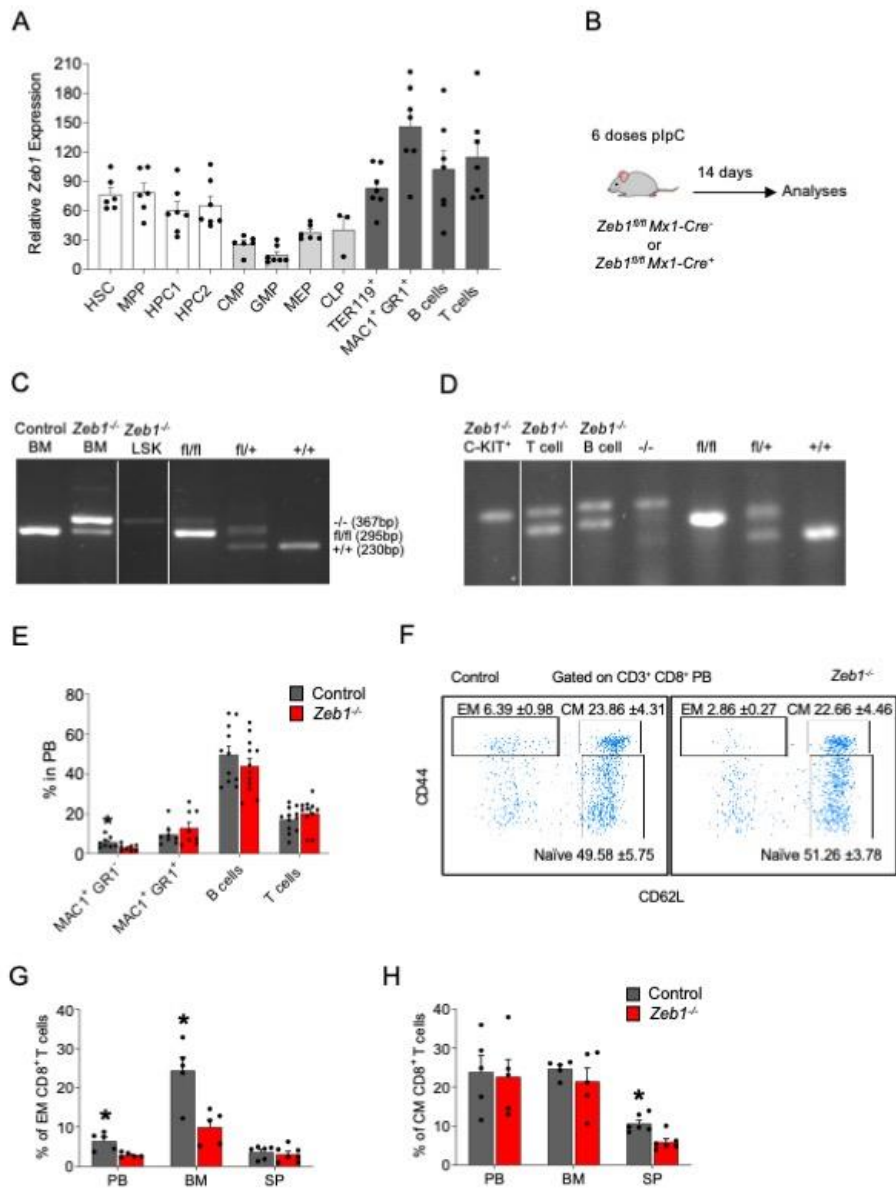 A
B
Relative Zeb1 Expression
210
180
150
120
90
60
30
0
HSC
MPP
HPC1
HPC2
CMP
GMP
MEP
CLP
TER119⁺
MAC1⁺ GR1⁺
B cells
T cells
6 doses pIpC
14 days
Analyses
Zeb1ᶠˡ/ᶠˡ Mx1-Cre⁻
or
Zeb1ᶠˡ/ᶠˡ Mx1-Cre⁺
C
D
Control Zeb1⁻/⁻ Zeb1⁻/⁻
BM BM LSK fl/fl fl/+ +/+
-/- (367bp)
fl/fl (295bp)
+/+ (230bp)
Zeb1⁻/⁻ Zeb1⁻/⁻ Zeb1⁻/⁻
C-KIT⁺ T cell B cell -/- fl/fl fl/+ +/+
E
F
% in PB
80
60
40
20
0
*
Control
Zeb1⁻/⁻
MAC1⁺ GR1⁻
MAC1⁺ GR1⁺
B cells
T cells
Control Gated on CD3⁺ CD8⁺ PB Zeb1⁻/⁻
EM 6.39 ±0.98 CM 23.86 ±4.31 EM 2.86 ±0.27 CM 22.66 ±4.46
CD44
Naïve 49.58 ±5.75 Naïve 51.26 ±3.78
CD62L
G
H
% of EM CD8⁺ T cells
40
30
20
10
0
*
*
PB BM SP
% of CM CD8⁺ T cells
40
30
20
10
0
Control
Zeb1⁻/⁻
*
PB BM SP